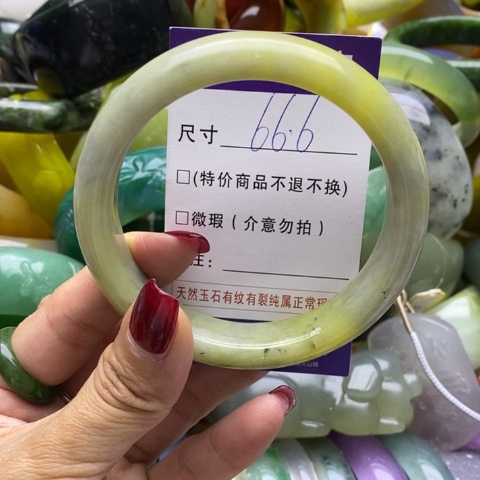 尺寸 66.6
□(特价商品不退不换)
□微瑕(介意勿拍)
注:
天然玉石有纹有裂纯属正常现